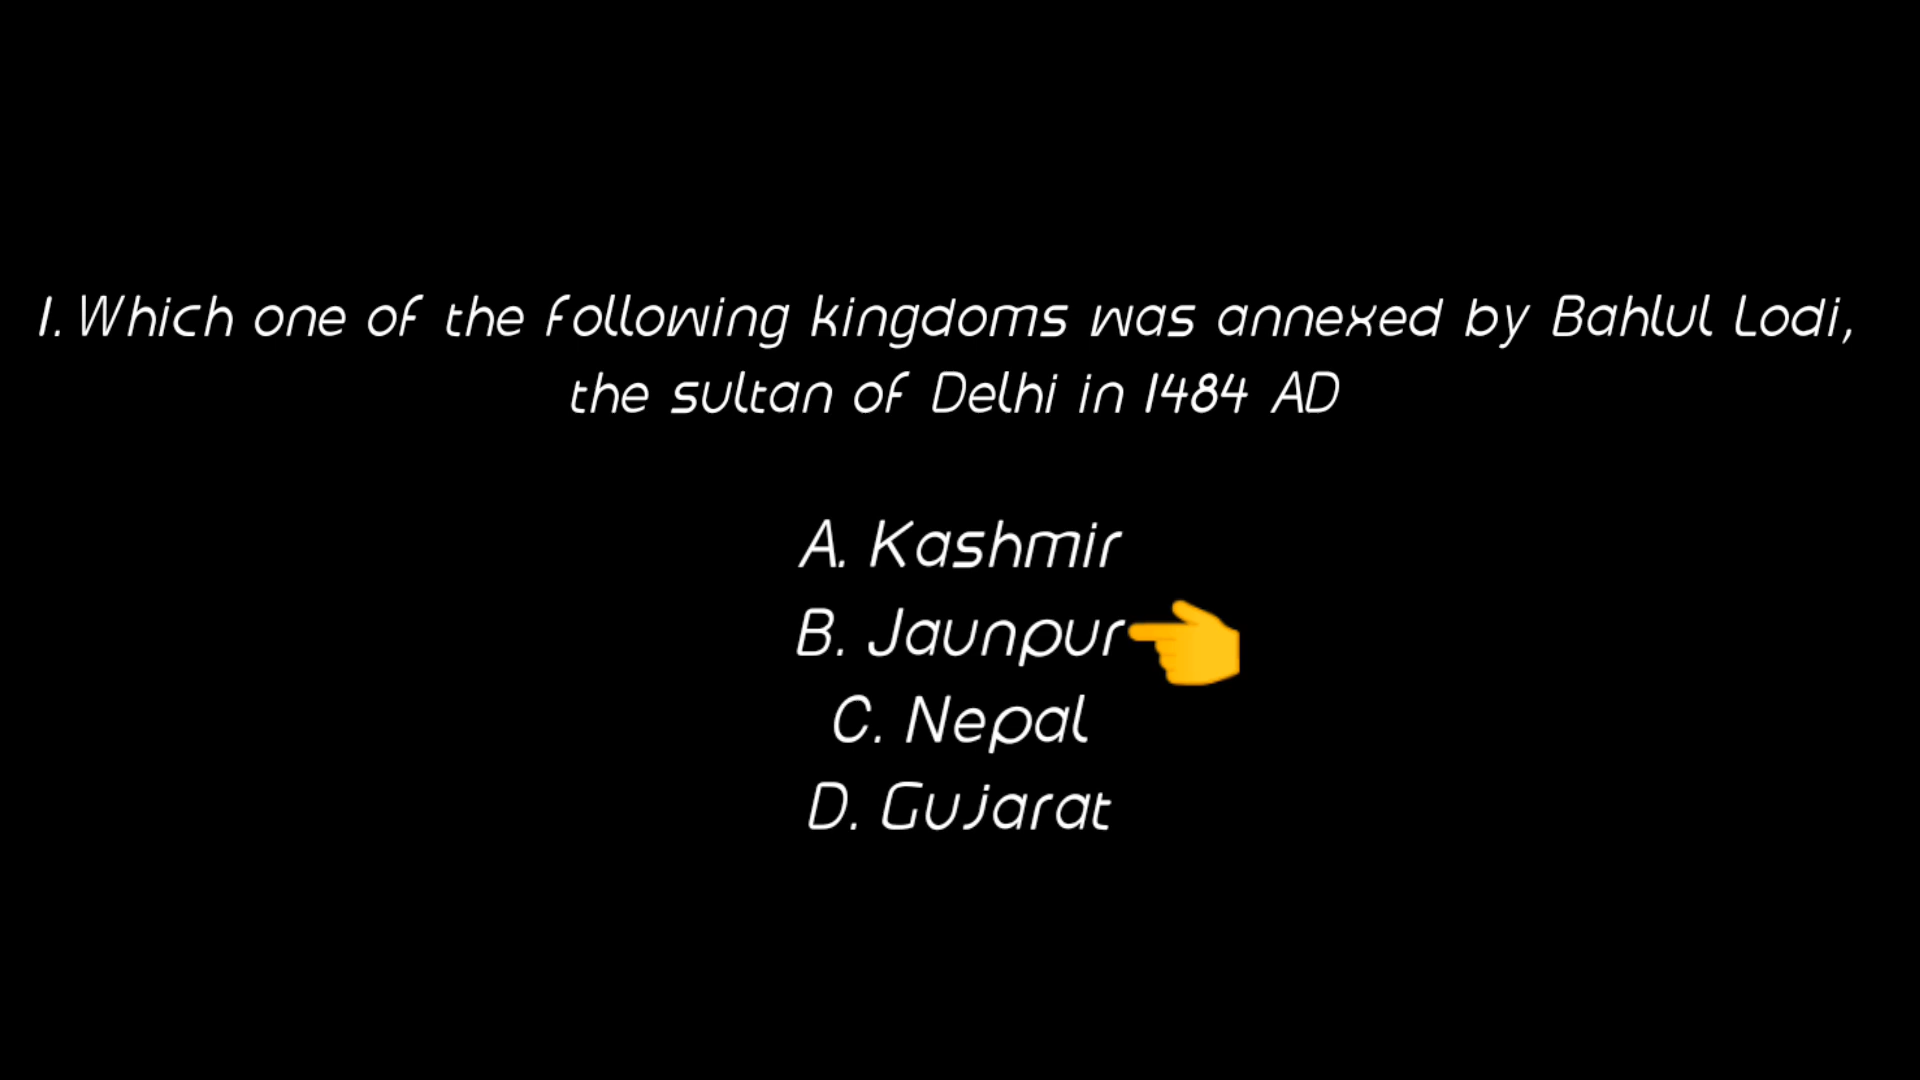 1. Which one of the following kingdoms was annexed by Bahlul Lodi,
the sultan of Delhi in 1484 AD
A. Kashmir
B. Jaunpur
C. Nepal
D. Gujarat